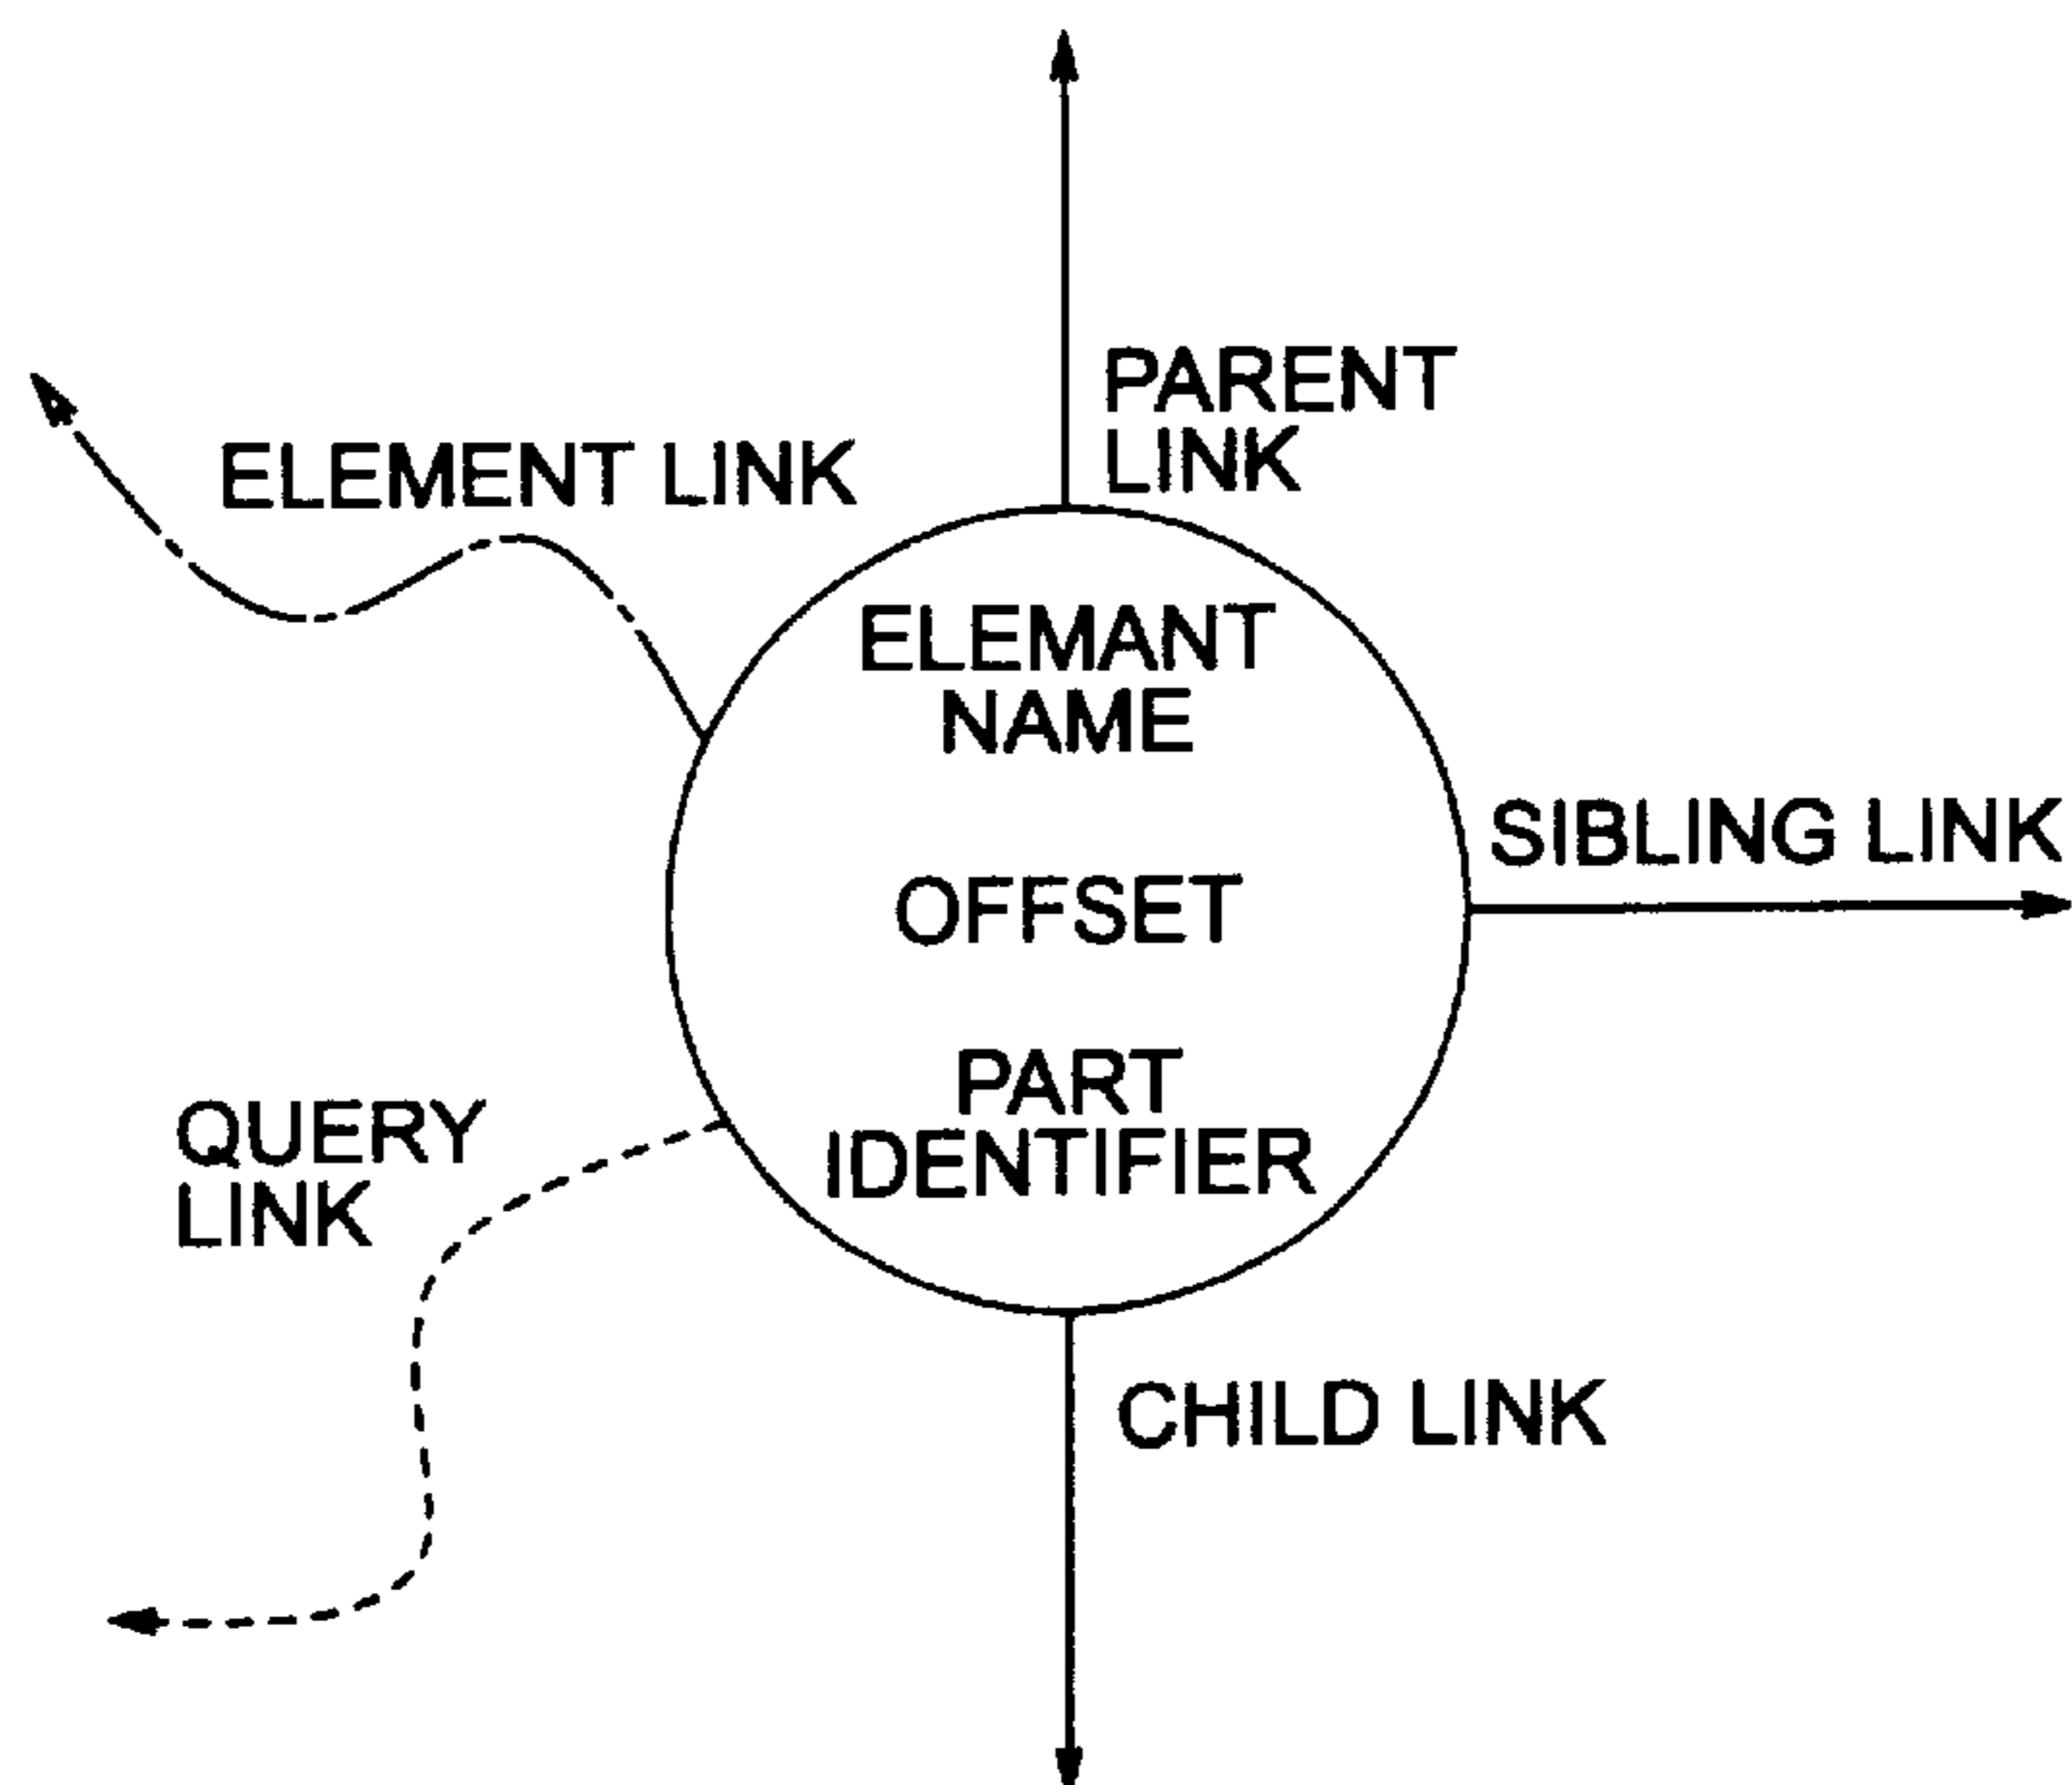 PARENT
LINK
ELEMENT LINK
ELEMANT
NAME
SIBLING LINK
OFFSET
PART
IDENTIFIER
QUERY
LINK
CHILD LINK